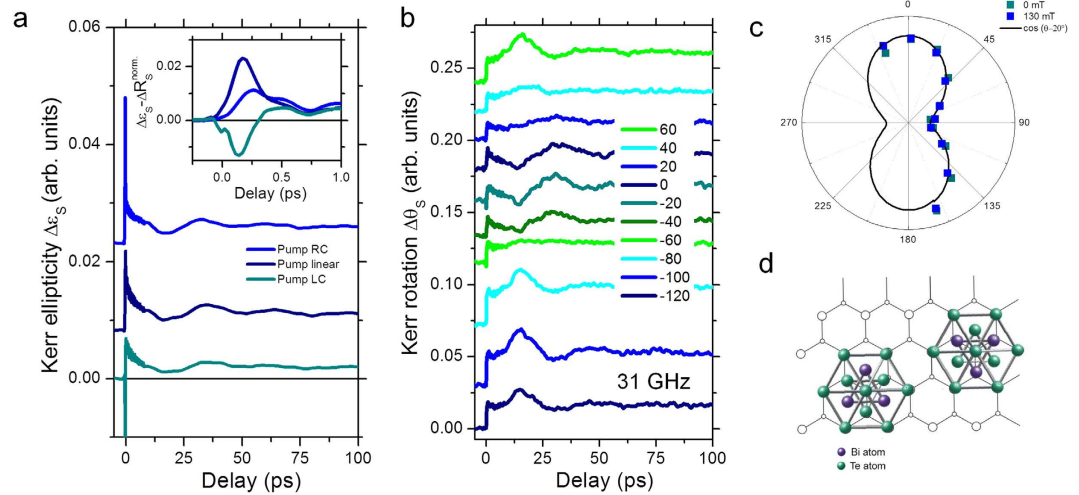 a
0.06
0.04
0.02
0.00
Kerr ellipticity Δε_S (arb. units)
0
25
50
75
100
Delay (ps)
Pump RC
Pump linear
Pump LC
0.02
0.00
Δε_S-ΔR_S^norm.
0.0
0.5
1.0
Delay (ps)
b
0.25
0.20
0.15
0.10
0.05
0.00
Kerr rotation Δθ_S (arb. units)
0
25
50
75
100
Delay (ps)
60
40
20
0
-20
-40
-60
-80
-100
-120
31 GHz
c
0 mT
130 mT
cos (θ-20°)
0
45
90
135
180
225
270
315
d
Bi atom
Te atom